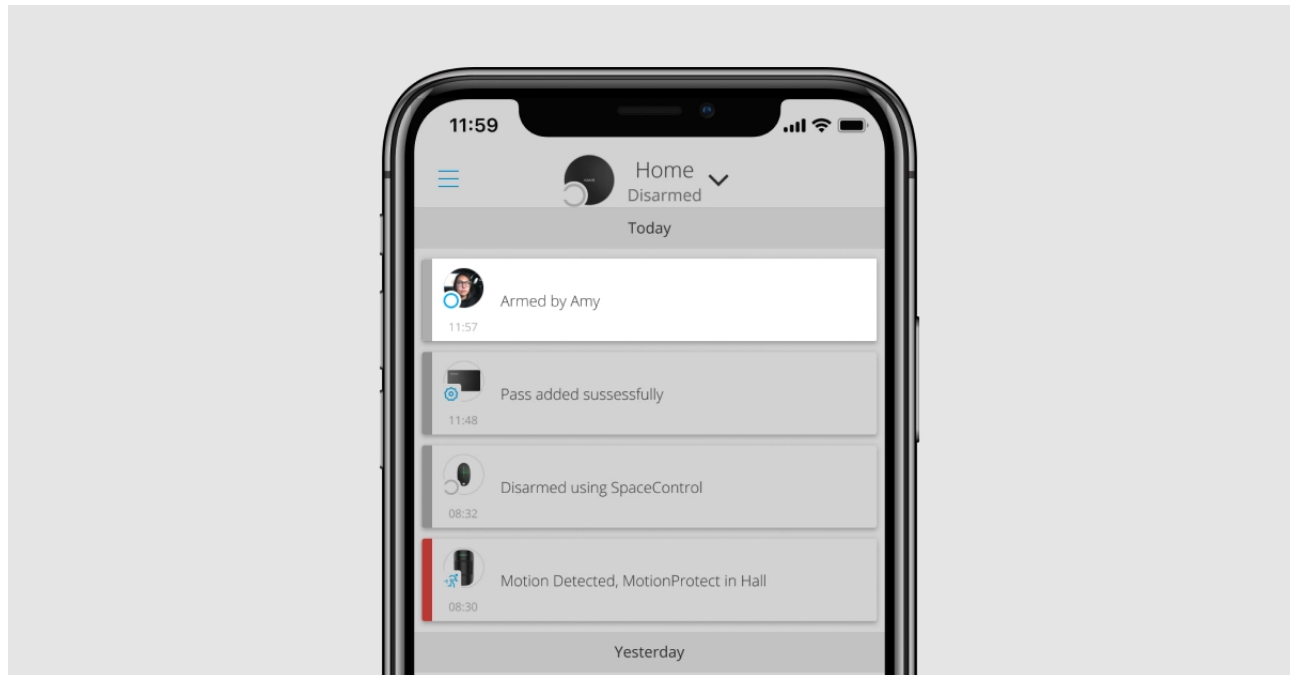 11:59
Home
Disarmed
Today
Armed by Amy
11:57
Pass added sussessfully
11:48
Disarmed using SpaceControl
08:32
Motion Detected, MotionProtect in Hall
08:30
Yesterday